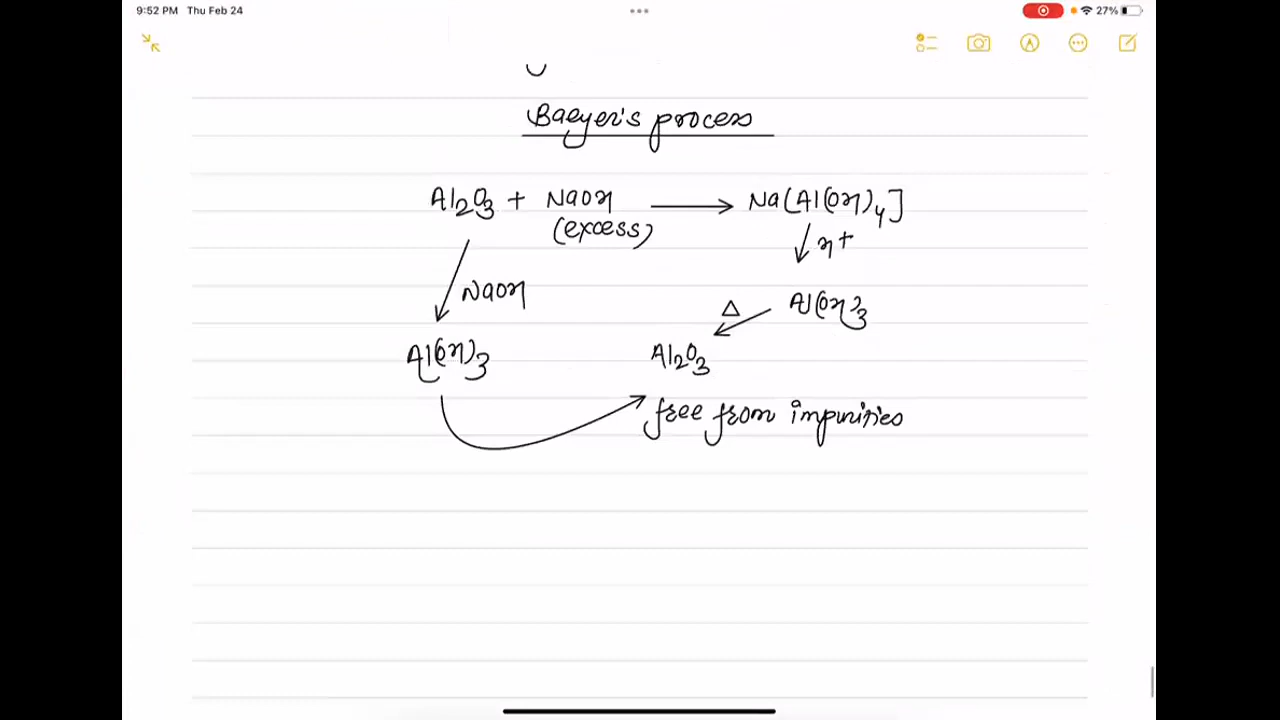 9:52 PM Thu Feb 24
27%
Baeyer's process
Al2O3 + NaOH → Na[Al(OH)4]
(excess)
↓ H+
NaOH
Δ
Al(OH)3
Al(OH)3
Al2O3
free from impurities